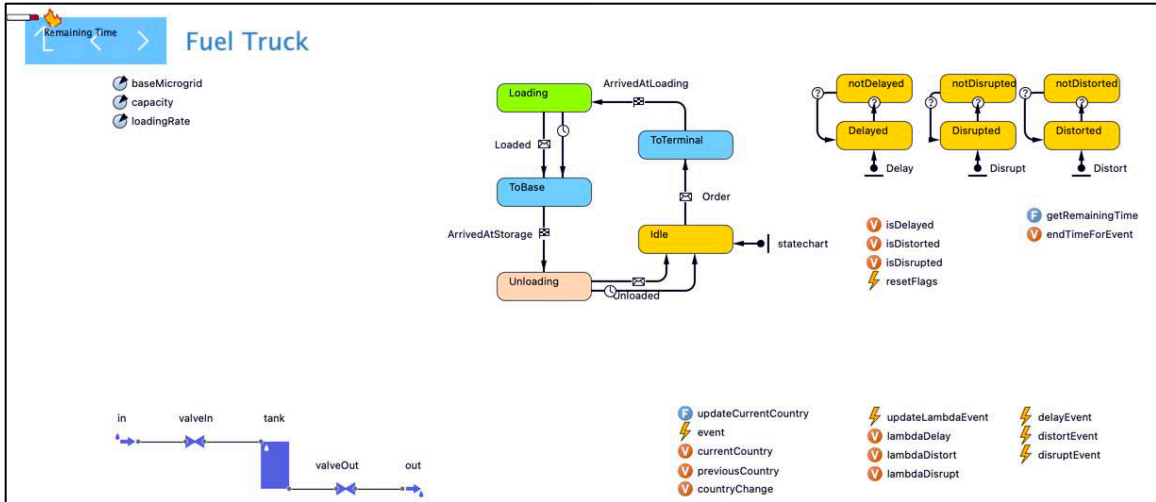 Remaining Time
Fuel Truck
baseMicrogrid
capacity
loadingRate
ArrivedAtLoading
Loading
Loaded
ToTerminal
ToBase
Order
ArrivedAtStorage
Idle
statechart
Unloading
Unloaded
notDelayed
notDisrupted
notDistorted
? ? ? ? ? ?
Delayed
Disrupted
Distorted
Delay
Disrupt
Distort
V isDelayed
V isDistorted
V isDisrupted
resetFlags
F getRemainingTime
V endTimeForEvent
in
valveIn
tank
valveOut
out
F updateCurrentCountry
event
V currentCountry
V previousCountry
V countryChange
updateLambdaEvent
V lambdaDelay
V lambdaDistort
V lambdaDisrupt
delayEvent
distortEvent
disruptEvent